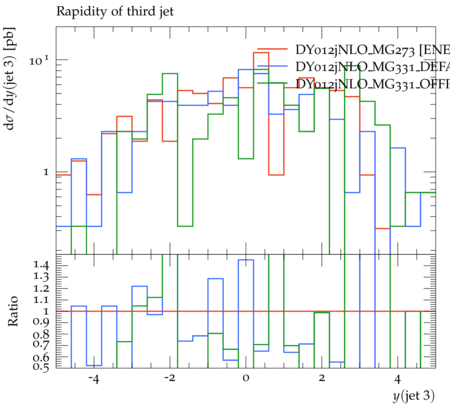 Rapidity of third jet
dσ/dy(jet 3) [pb]
10¹
1
DY012jNLO_MG273 [ENE
DY012jNLO_MG331_DEFA
DY012jNLO_MG331_OFFI
Ratio
1.4
1.3
1.2
1.1
1
0.9
0.8
0.7
0.6
0.5
-4 -2 0 2 4
y(jet 3)